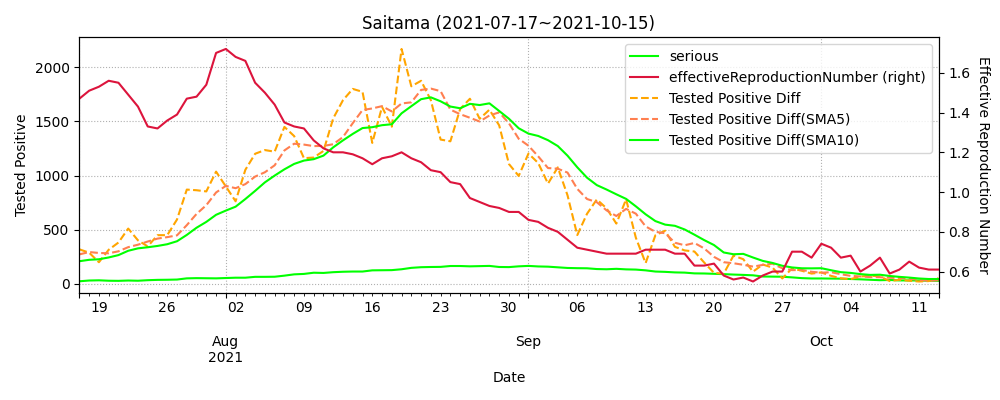 Saitama (2021-07-17~2021-10-15)
serious
effectiveReproductionNumber (right)
Tested Positive Diff
Tested Positive Diff(SMA5)
Tested Positive Diff(SMA10)
2000
1500
1000
500
0
Tested Positive
1.6
1.4
1.2
1.0
0.8
0.6
Effective Reproduction Number
19 26 02 09 16 23 30 06 13 20 27 04 11
Aug Sep Oct
2021
Date